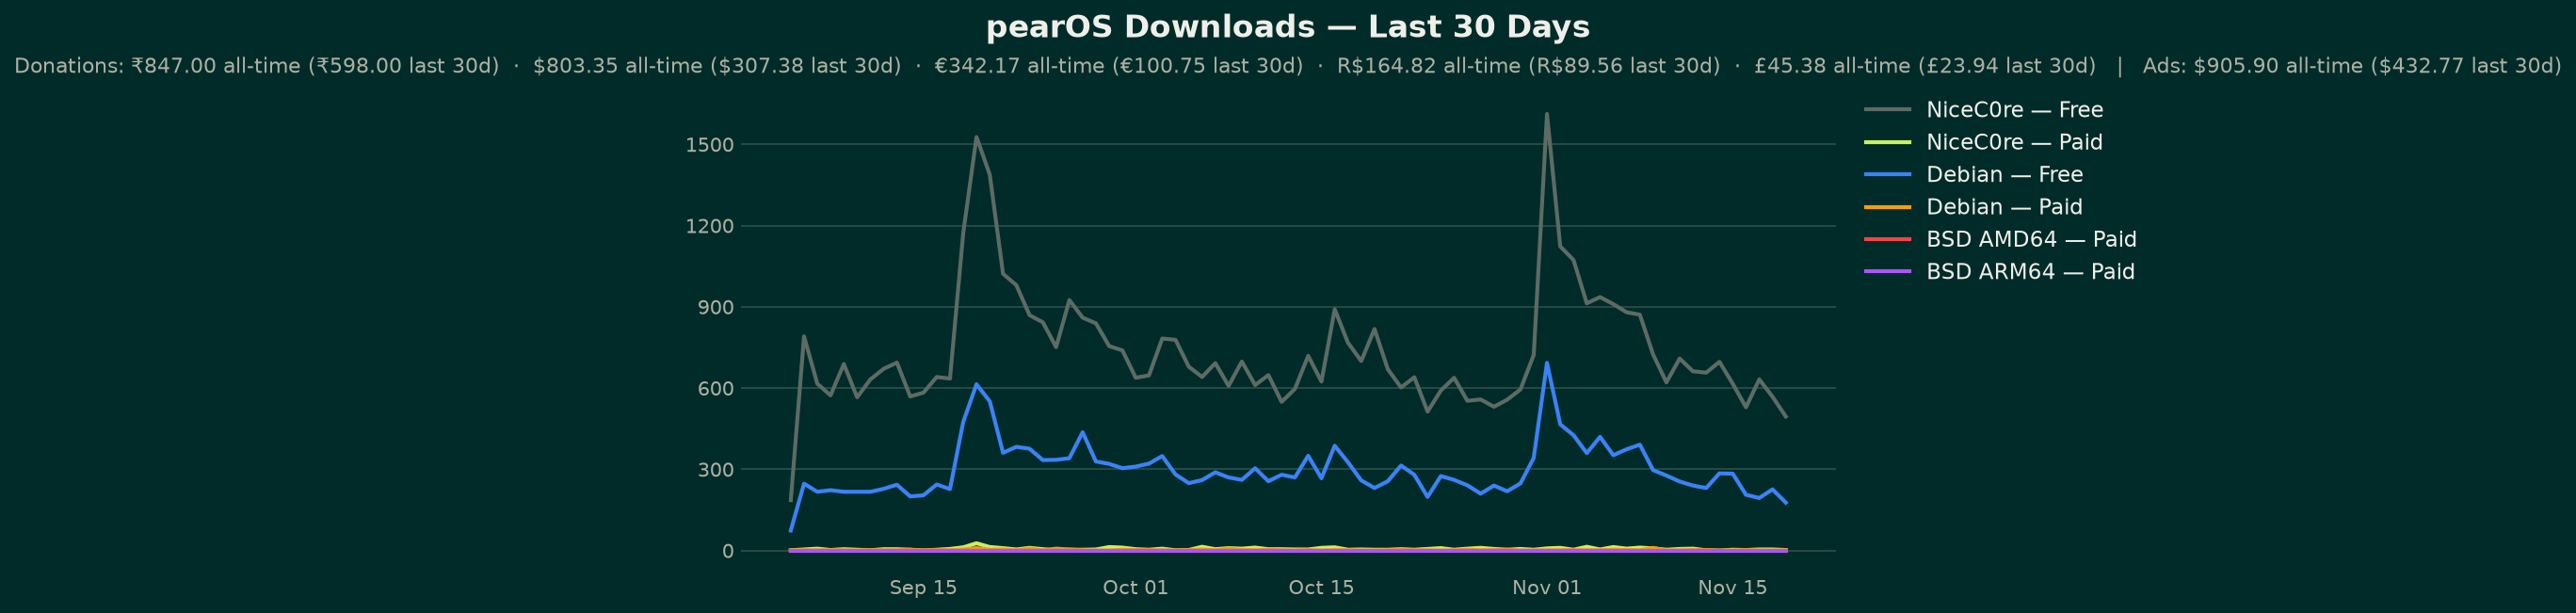 pearOS Downloads — Last 30 Days
Donations: ₹847.00 all-time (₹598.00 last 30d) · $803.35 all-time ($307.38 last 30d) · €342.17 all-time (€100.75 last 30d) · R$164.82 all-time (R$89.56 last 30d) · £45.38 all-time (£23.94 last 30d) | Ads: $905.90 all-time ($432.77 last 30d)
NiceC0re — Free
NiceC0re — Paid
Debian — Free
Debian — Paid
BSD AMD64 — Paid
BSD ARM64 — Paid
1500
1200
900
600
300
0
Sep 15 Oct 01 Oct 15 Nov 01 Nov 15